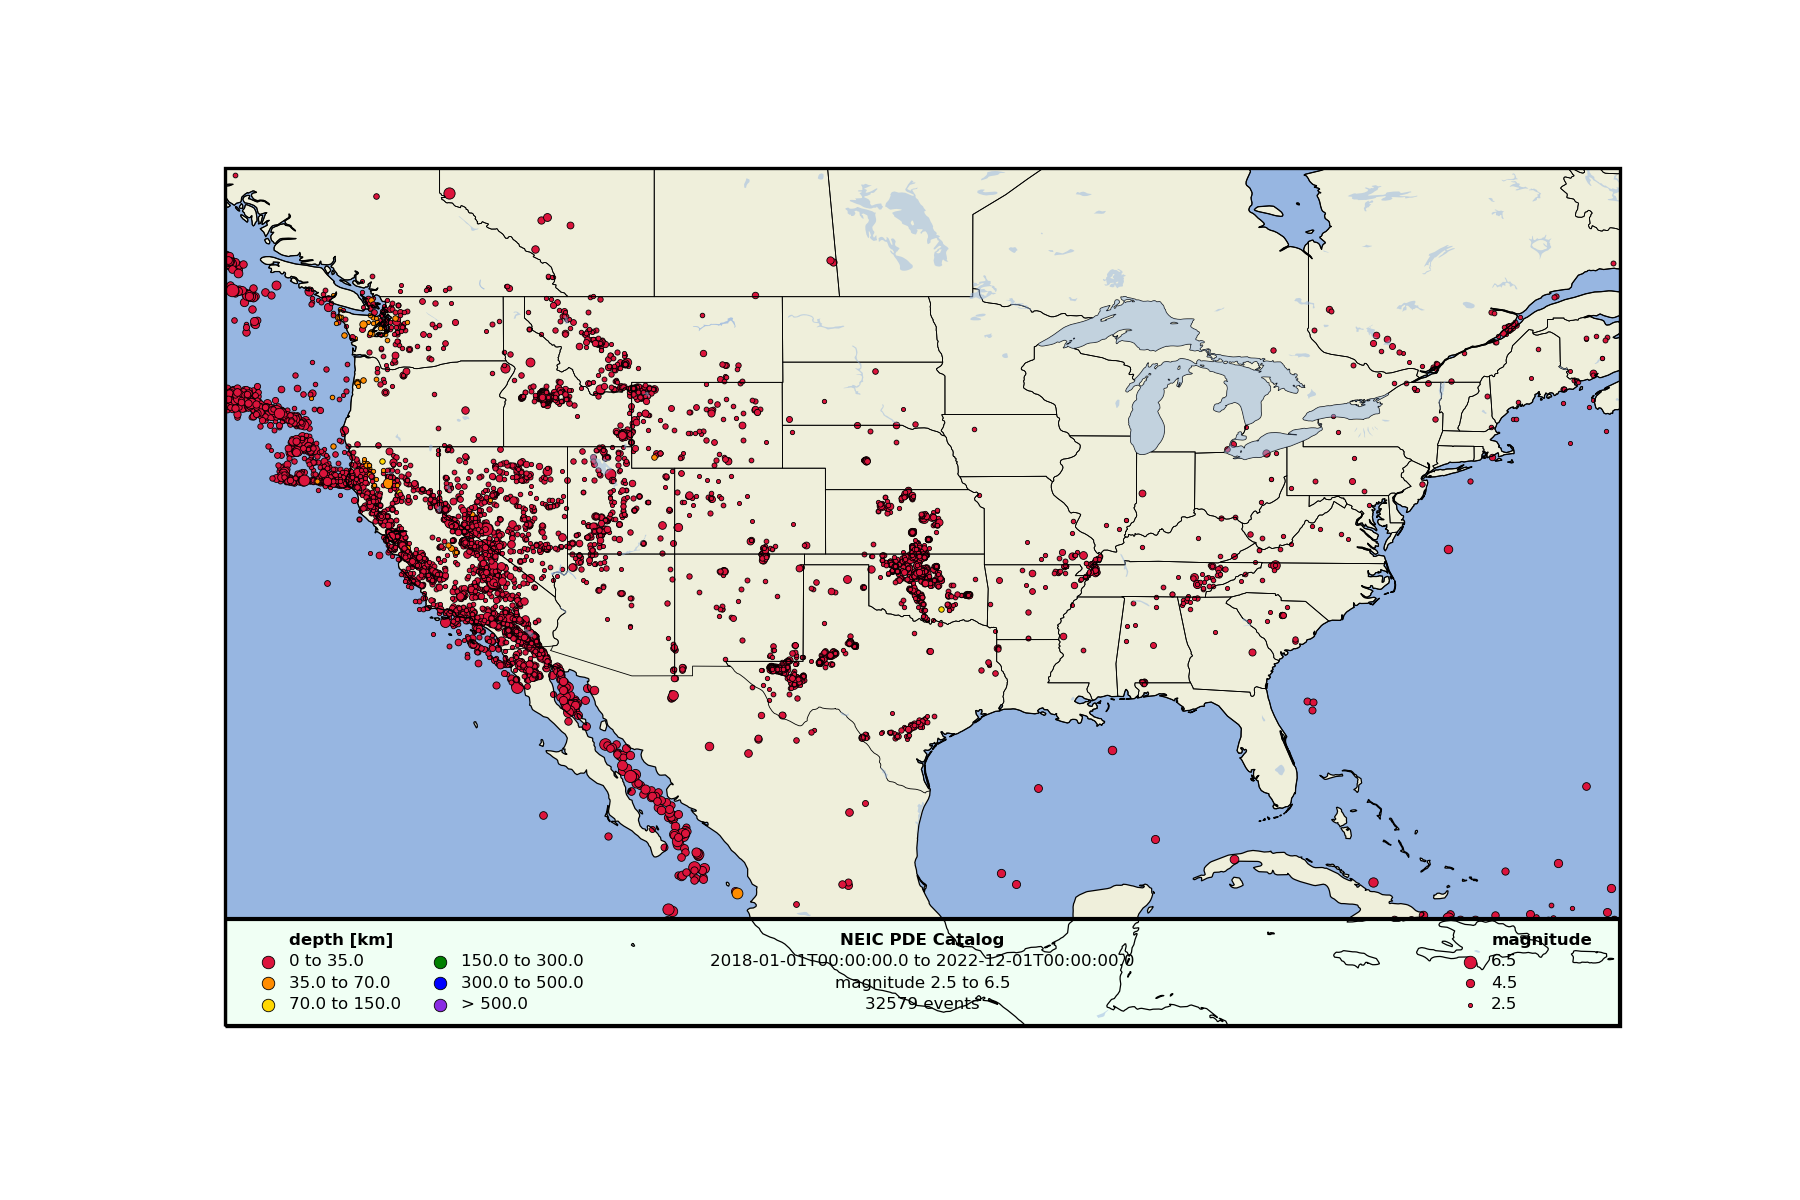 depth [km]
0 to 35.0
35.0 to 70.0
70.0 to 150.0
150.0 to 300.0
300.0 to 500.0
> 500.0
NEIC PDE Catalog
2018-01-01T00:00:00.0 to 2022-12-01T00:00:00.0
magnitude 2.5 to 6.5
32579 events
magnitude
6.5
4.5
2.5